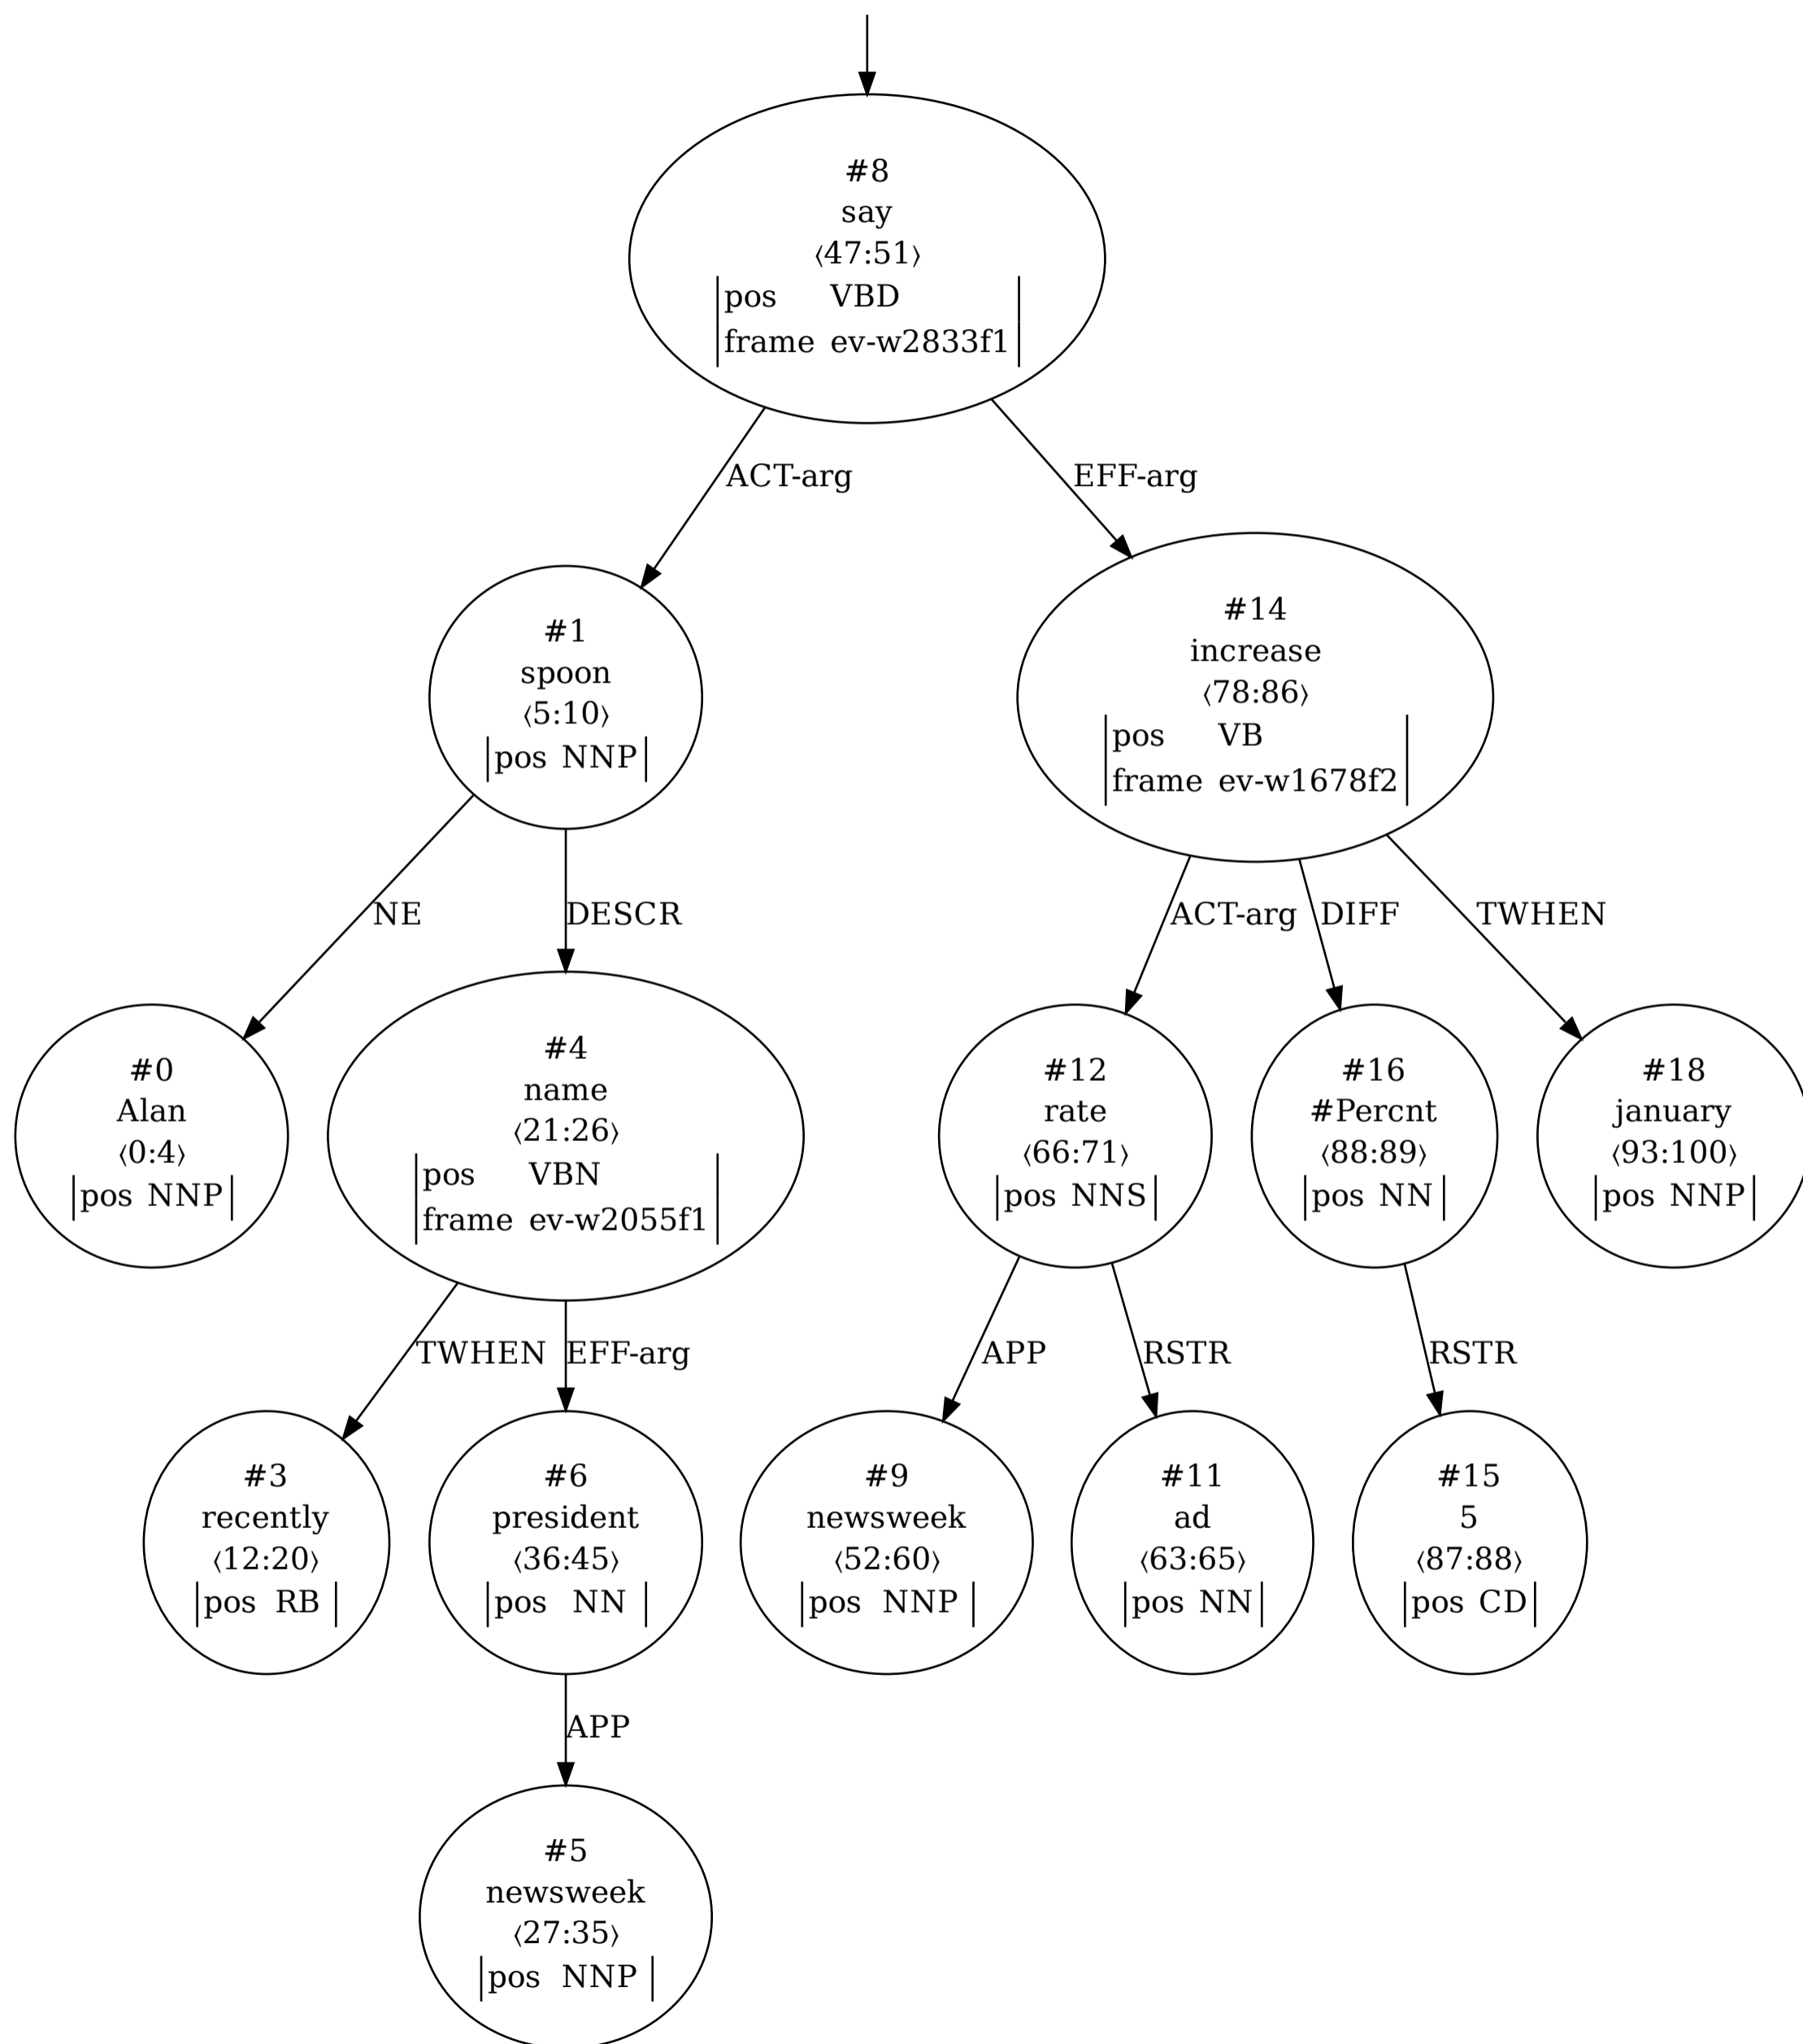 #8
say
⟨47:51⟩
pos VBD
frame ev-w2833f1
ACT-arg
EFF-arg
#1
spoon
⟨5:10⟩
pos NNP
#14
increase
⟨78:86⟩
pos VB
frame ev-w1678f2
NE
DESCR
ACT-arg
DIFF
TWHEN
#0
Alan
⟨0:4⟩
pos NNP
#4
name
⟨21:26⟩
pos VBN
frame ev-w2055f1
#12
rate
⟨66:71⟩
pos NNS
#16
#Percnt
⟨88:89⟩
pos NN
#18
january
⟨93:100⟩
pos NNP
TWHEN
EFF-arg
APP
RSTR
RSTR
#3
recently
⟨12:20⟩
pos RB
#6
president
⟨36:45⟩
pos NN
#9
newsweek
⟨52:60⟩
pos NNP
#11
ad
⟨63:65⟩
pos NN
#15
5
⟨87:88⟩
pos CD
APP
#5
newsweek
⟨27:35⟩
pos NNP